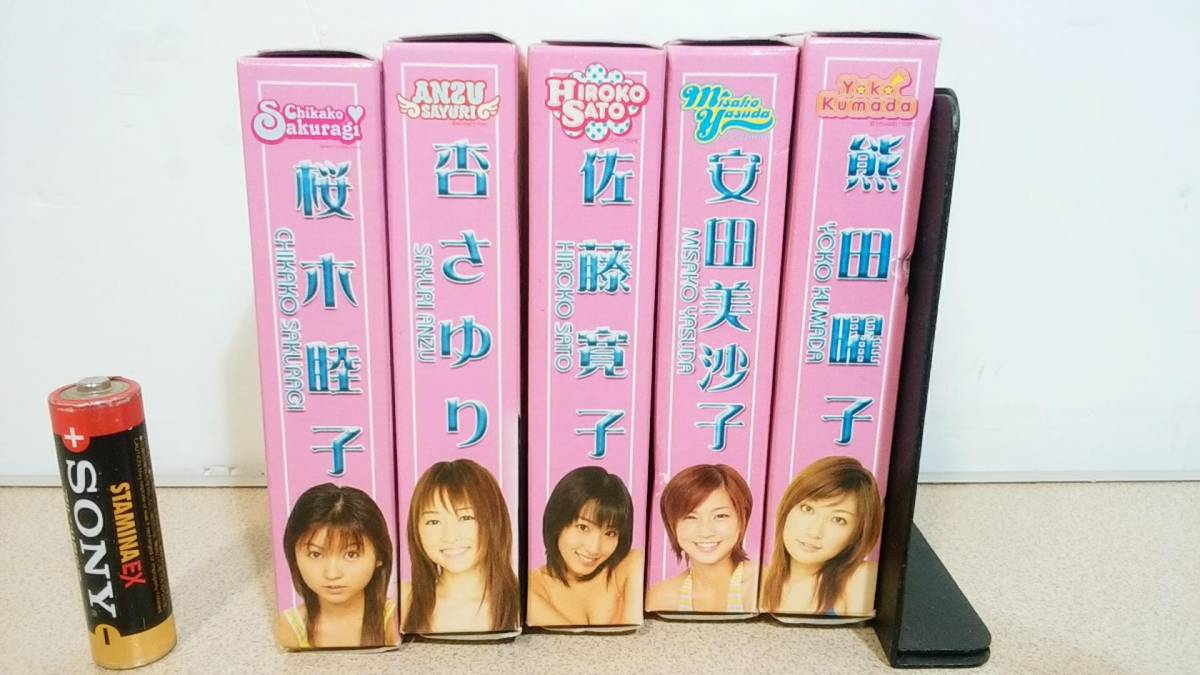 SONY
STAMINA EX
Chikako
Sakuragi
桜木睦子
CHIKAKO SAKURAGI
ANZU
SAYURI
杏さゆり
SAKURI ANZU
HIROKO
SATO
佐藤寛子
HIROKO SATO
Misako
Yasuda
安田美沙子
MISAKO YASUDA
Yoko
Kumada
熊田曜子
YOKO KUMADA